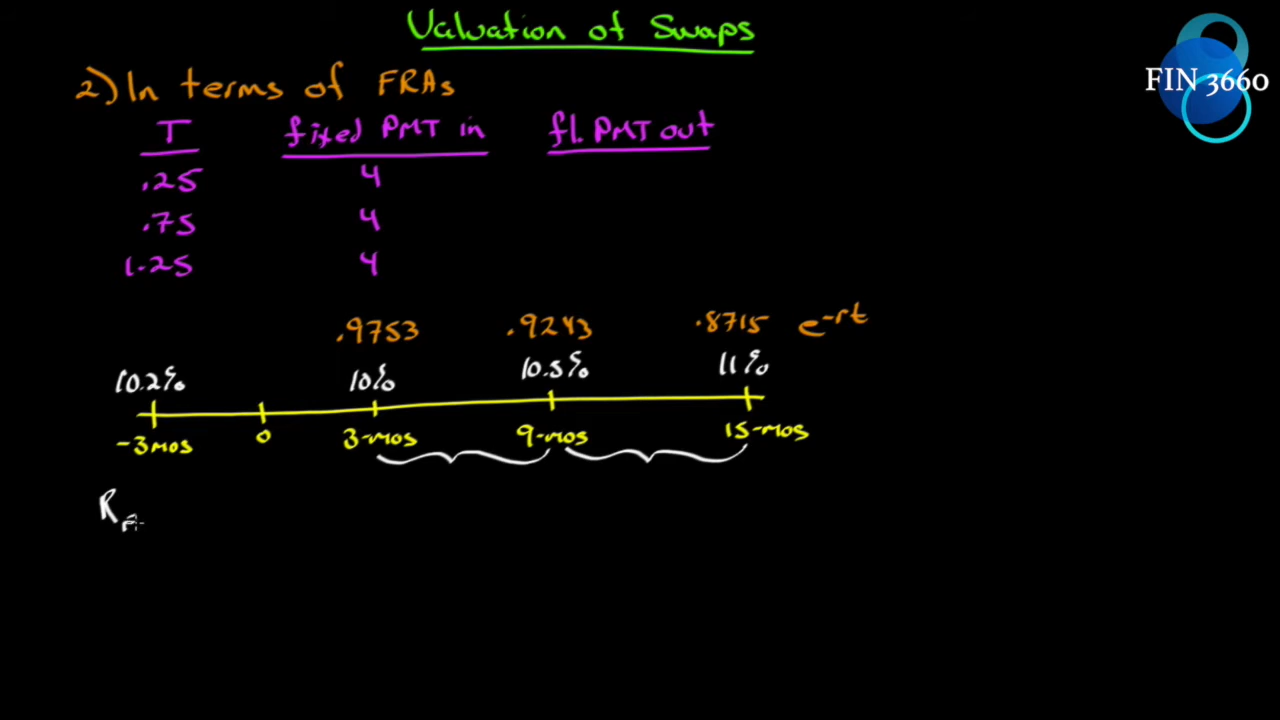 Valuation of Swaps
FIN 3660
2) In terms of FRAs
T fixed PMT in fl. PMT out
.25 4
.75 4
1.25 4
.9753 .9243 .8715 e^-rt
10.2% 10% 10.5% 11%
-3mos 0 3-mos 9-mos 15-mos
R